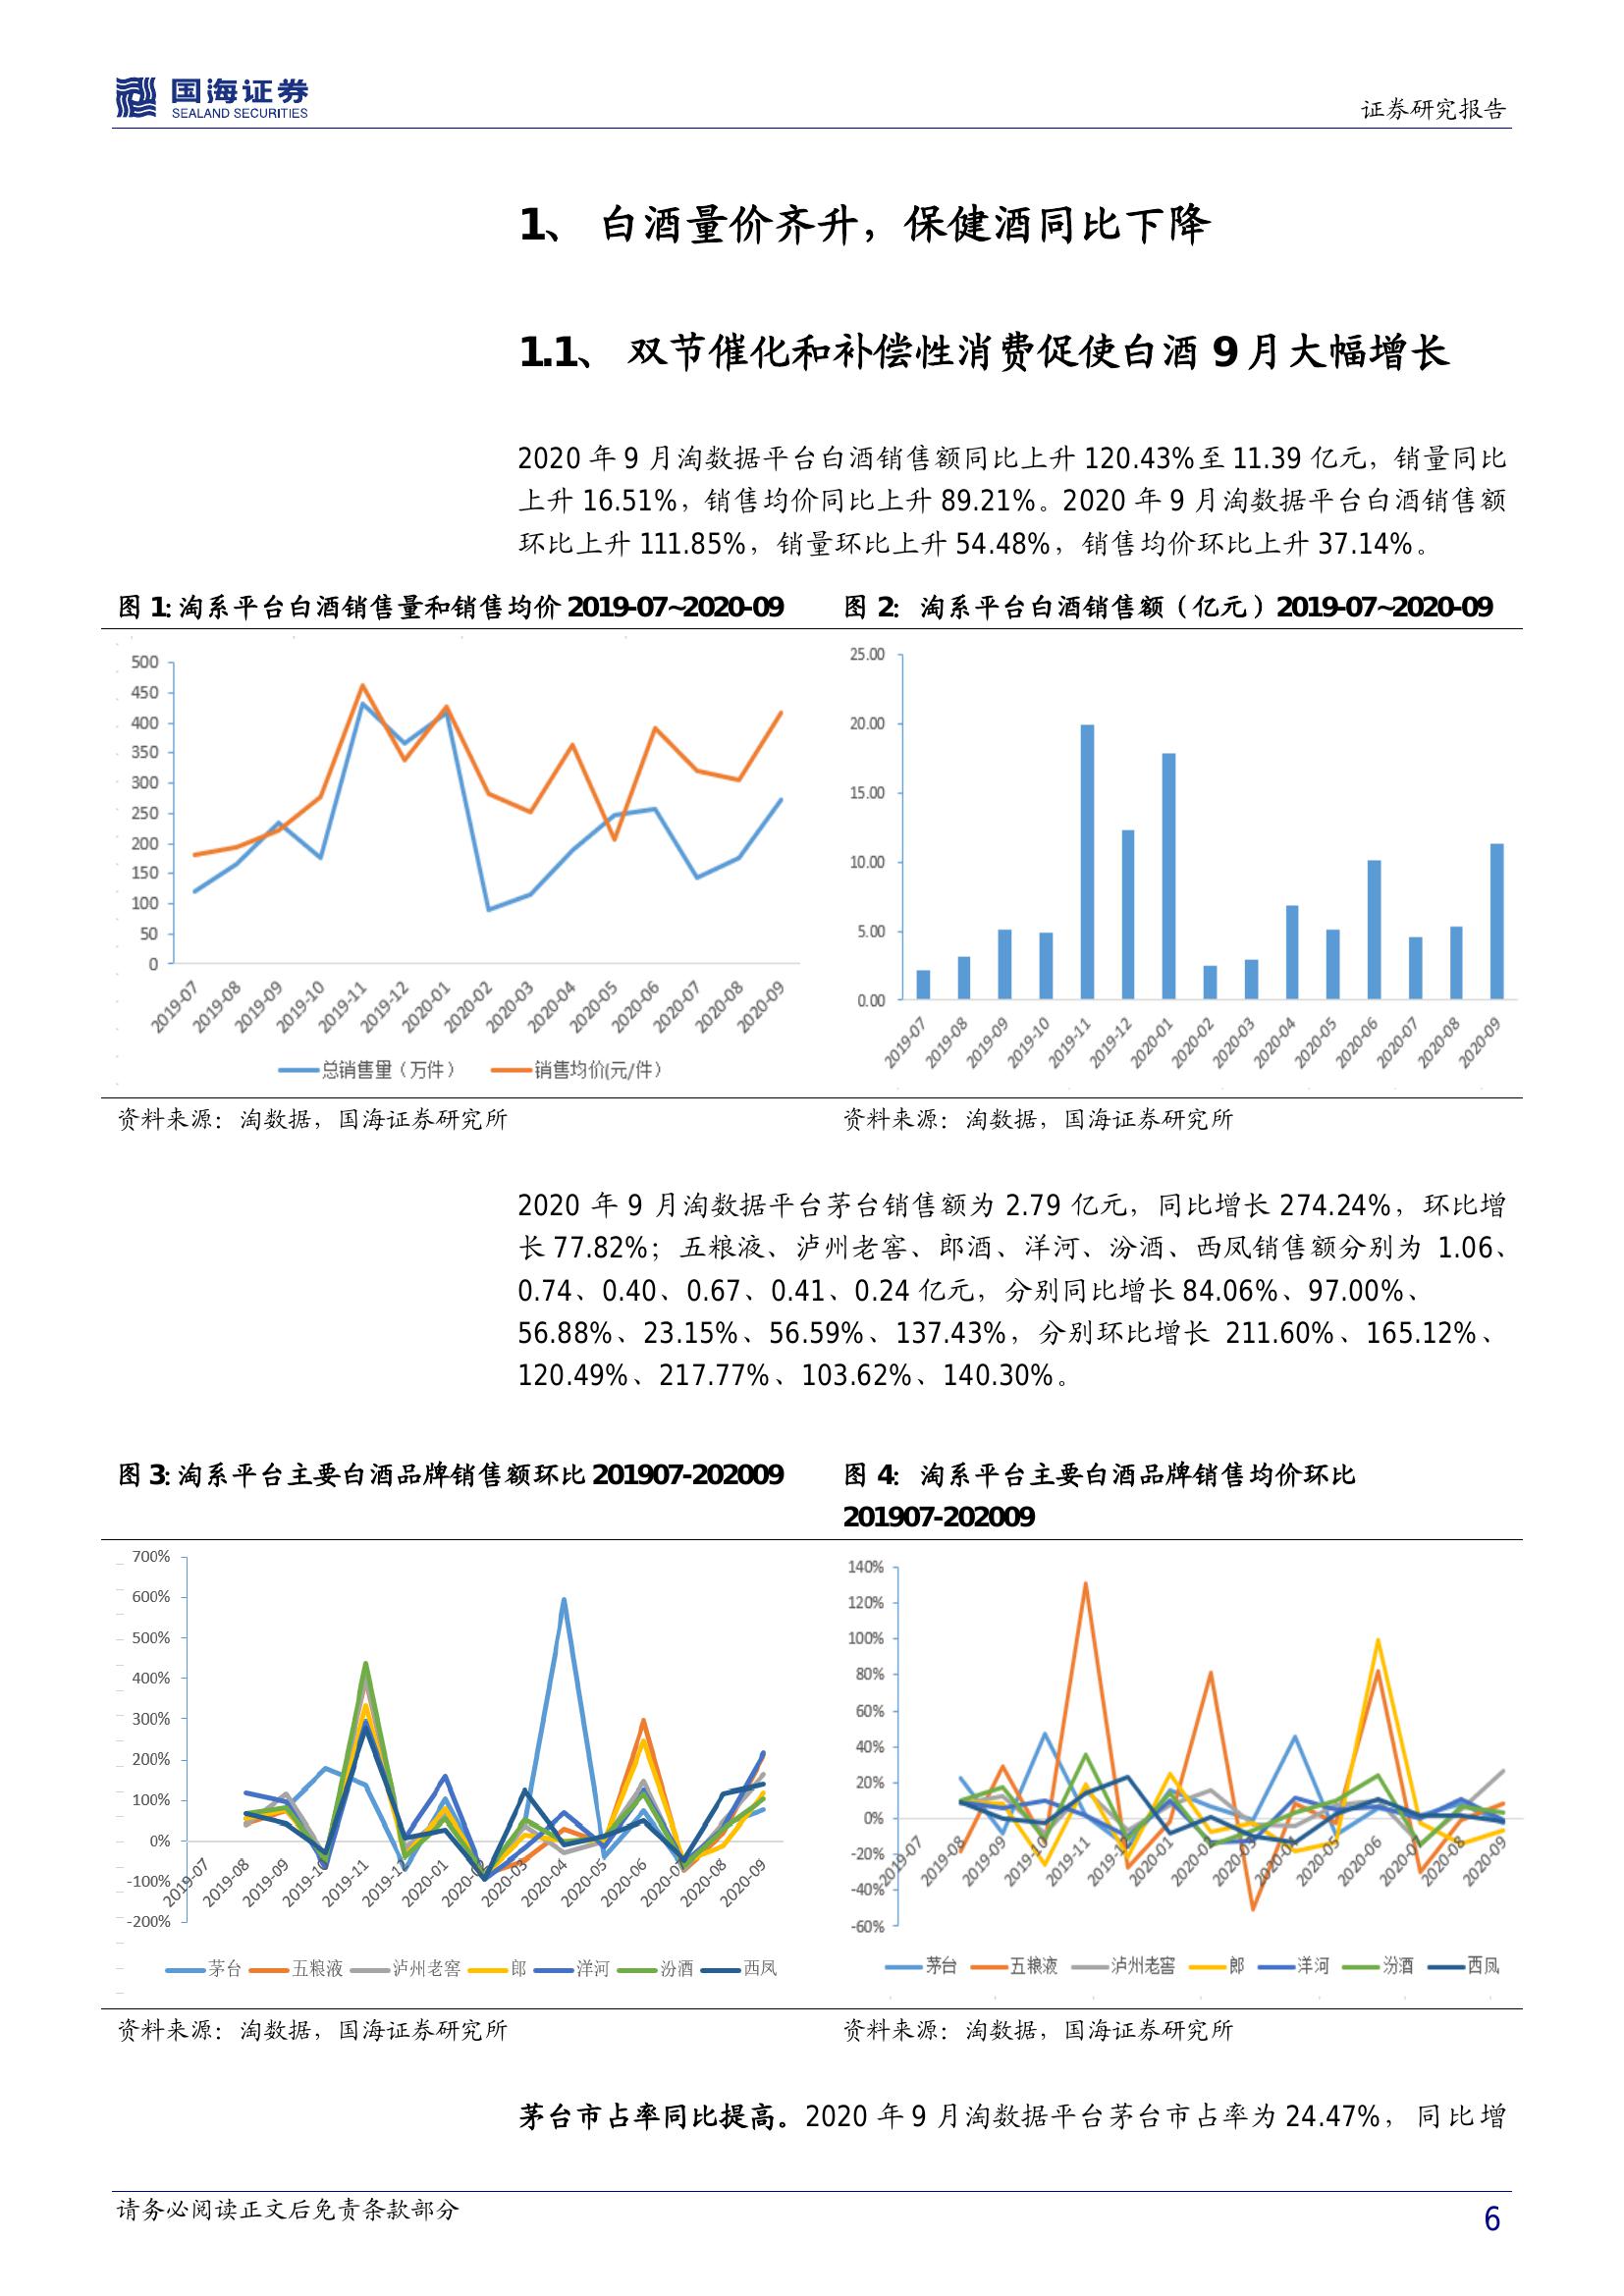 国海证券
SEALAND SECURITIES
证券研究报告
1、 白酒量价齐升，保健酒同比下降
1.1、 双节催化和补偿性消费促使白酒 9 月大幅增长
2020 年 9 月淘数据平台白酒销售额同比上升 120.43%至 11.39 亿元，销量同比
上升 16.51%，销售均价同比上升 89.21%。2020 年 9 月淘数据平台白酒销售额
环比上升 111.85%，销量环比上升 54.48%，销售均价环比上升 37.14%。
图 1: 淘系平台白酒销售量和销售均价 2019-07~2020-09
500
450
400
350
300
250
200
150
100
50
0
2019-07 2019-08 2019-09 2019-10 2019-11 2019-12 2020-01 2020-02 2020-03 2020-04 2020-05 2020-06 2020-07 2020-08 2020-09
总销售量（万件） 销售均价(元/件）
资料来源：淘数据，国海证券研究所
图 2: 淘系平台白酒销售额（亿元）2019-07~2020-09
25.00
20.00
15.00
10.00
5.00
0.00
2019-07 2019-08 2019-09 2019-10 2019-11 2019-12 2020-01 2020-02 2020-03 2020-04 2020-05 2020-06 2020-07 2020-08 2020-09
资料来源：淘数据，国海证券研究所
2020 年 9 月淘数据平台茅台销售额为 2.79 亿元，同比增长 274.24%，环比增
长 77.82%；五粮液、泸州老窖、郎酒、洋河、汾酒、西凤销售额分别为 1.06、
0.74、0.40、0.67、0.41、0.24 亿元，分别同比增长 84.06%、97.00%、
56.88%、23.15%、56.59%、137.43%，分别环比增长 211.60%、165.12%、
120.49%、217.77%、103.62%、140.30%。
图 3: 淘系平台主要白酒品牌销售额环比 201907-202009
700%
600%
500%
400%
300%
200%
100%
0%
-100%
-200%
2019-07 2019-08 2019-09 2019-10 2019-11 2019-12 2020-01 2020-02 2020-03 2020-04 2020-05 2020-06 2020-07 2020-08 2020-09
茅台 五粮液 泸州老窖 郎 洋河 汾酒 西凤
资料来源：淘数据，国海证券研究所
图 4: 淘系平台主要白酒品牌销售均价环比
201907-202009
140%
120%
100%
80%
60%
40%
20%
0%
-20%
-40%
-60%
2019-07 2019-08 2019-09 2019-10 2019-11 2019-12 2020-01 2020-02 2020-03 2020-04 2020-05 2020-06 2020-07 2020-08 2020-09
茅台 五粮液 泸州老窖 郎 洋河 汾酒 西凤
资料来源：淘数据，国海证券研究所
茅台市占率同比提高。2020 年 9 月淘数据平台茅台市占率为 24.47%，同比增
请务必阅读正文后免责条款部分
6